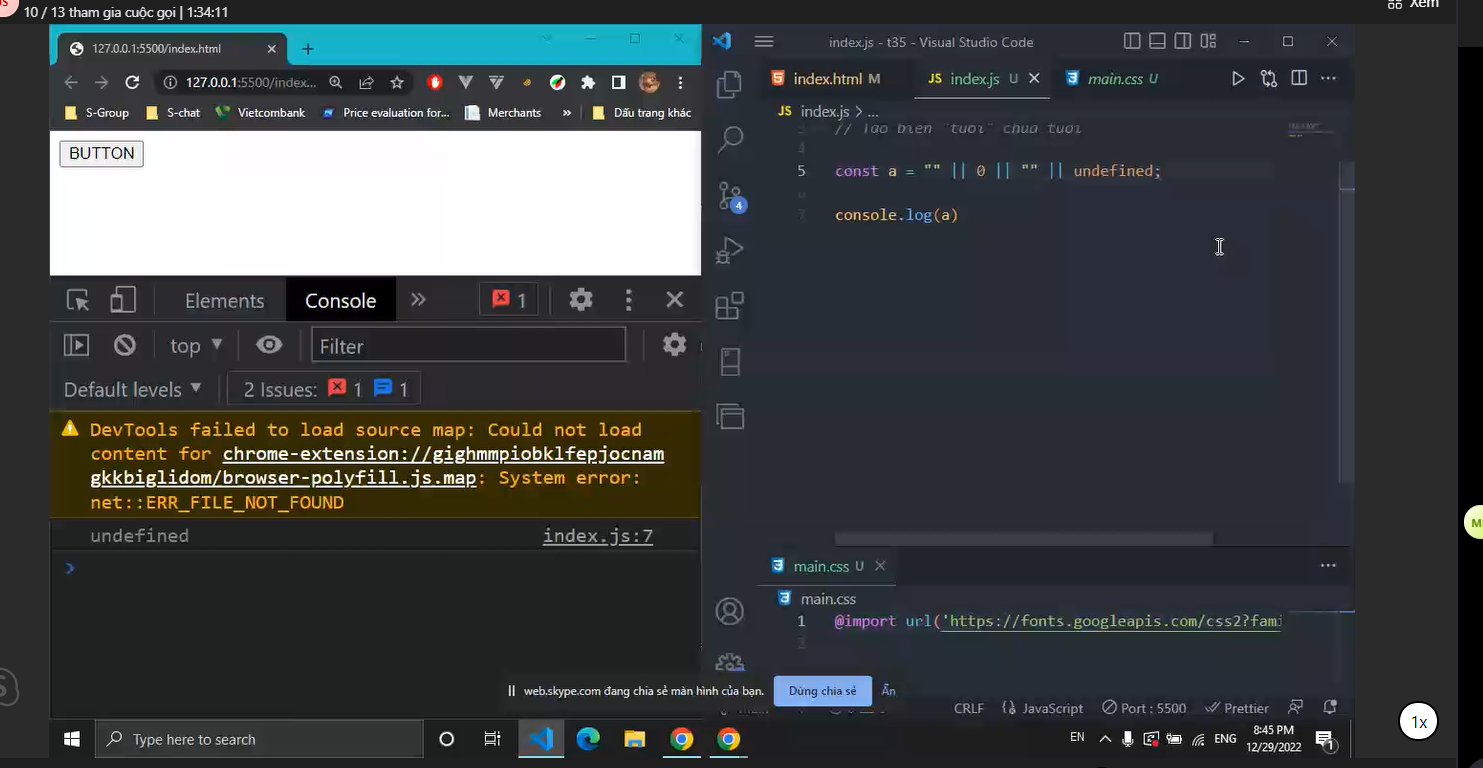 10 / 13 tham gia cuộc gọi | 1:34:11
Xem
127.0.0.1:5500/index.html
127.0.0.1:5500/index...
S-Group
S-chat
Vietcombank
Price evaluation for...
Merchants
»
Dấu trang khác
BUTTON
Elements
Console
1
top
Filter
Default levels
2 Issues: 1 1
DevTools failed to load source map: Could not load
content for chrome-extension://gighmmpiobklfepjocnam
gkkbiglidom/browser-polyfill.js.map: System error:
net::ERR_FILE_NOT_FOUND
undefined index.js:7
index.js - t35 - Visual Studio Code
index.html M
JS index.js U
main.css U
JS index.js > ...
3 // Tạo biến "tuổi" chưa tuổi
4
5 const a = "" || 0 || "" || undefined;
6
7 console.log(a)
4
main.css U
main.css
1 @import url('https://fonts.googleapis.com/css2?fami
2
web.skype.com đang chia sẻ màn hình của bạn.
Dừng chia sẻ
Ẩn
CRLF
JavaScript
Port : 5500
Prettier
1x
Type here to search
EN
ENG
8:45 PM
12/29/2022
1